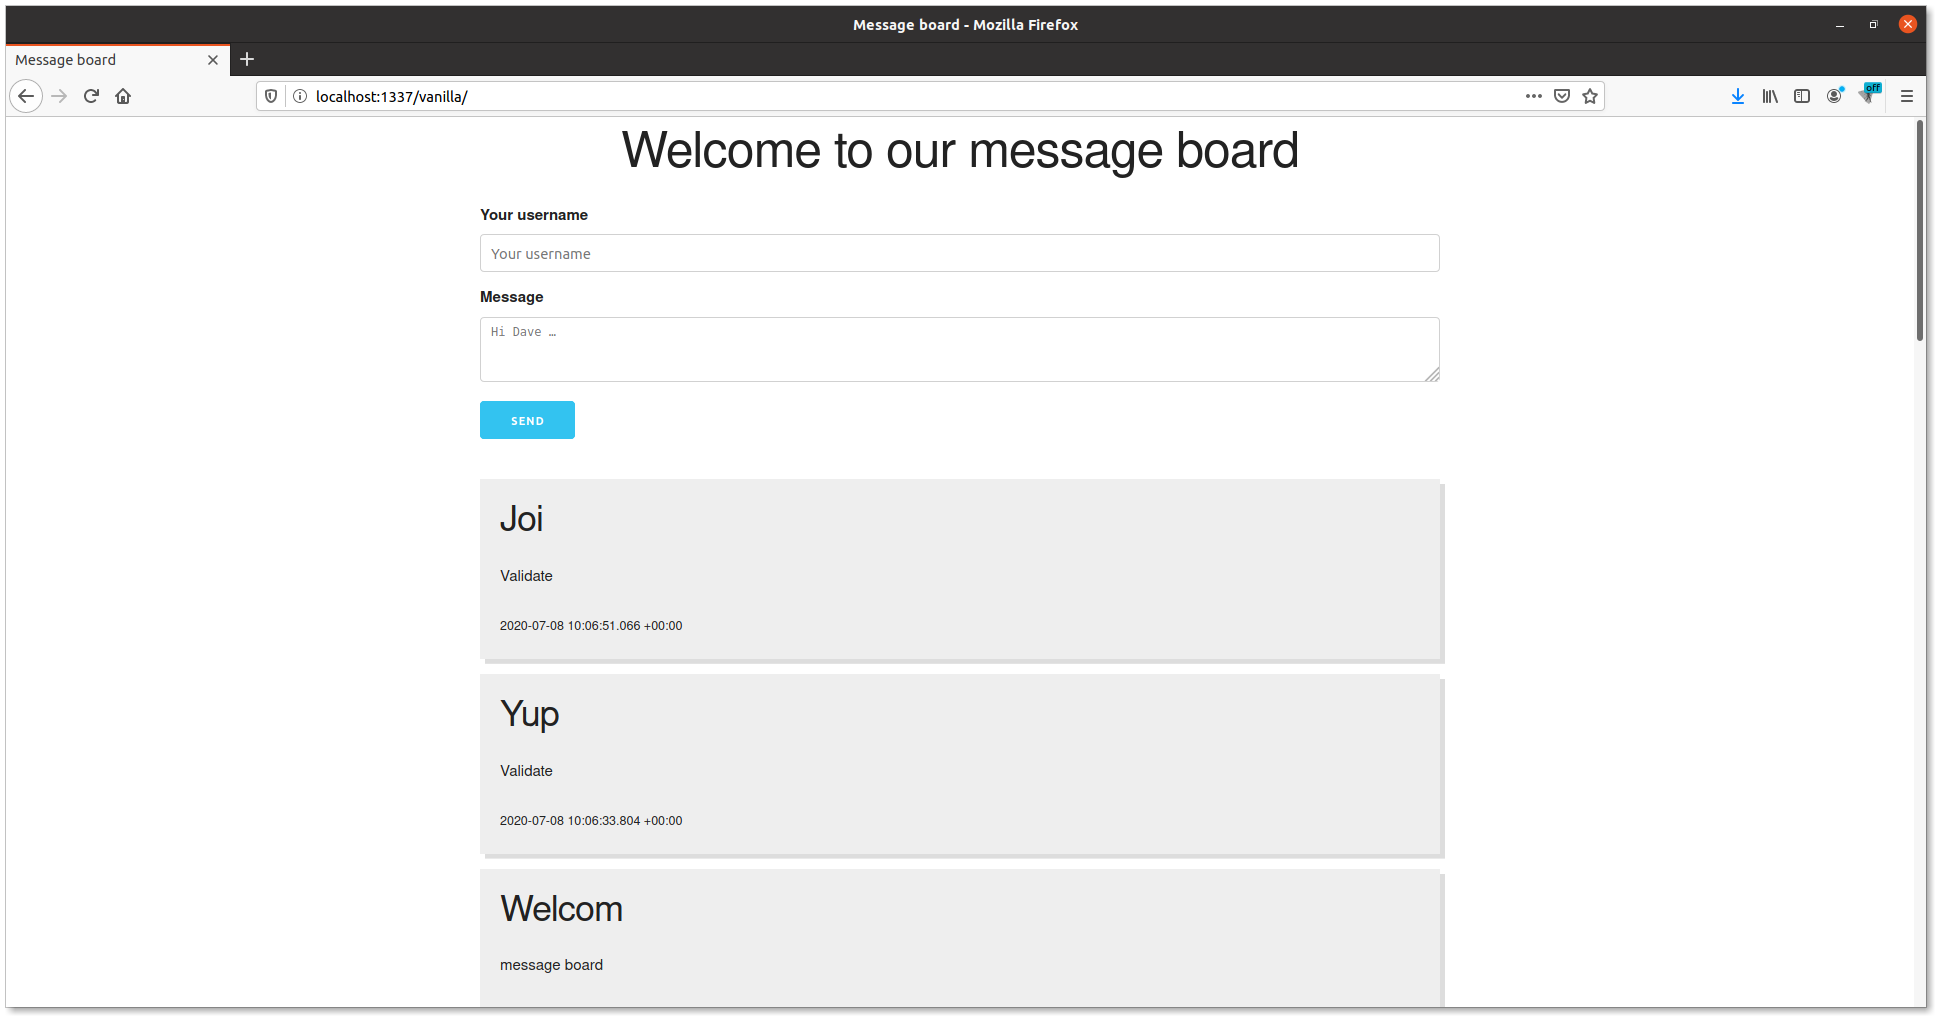 Message board - Mozilla Firefox
Message board
localhost:1337/vanilla/
off
Welcome to our message board
Your username
Your username
Message
Hi Dave …
SEND
Joi
Validate
2020-07-08 10:06:51.066 +00:00
Yup
Validate
2020-07-08 10:06:33.804 +00:00
Welcom
message board